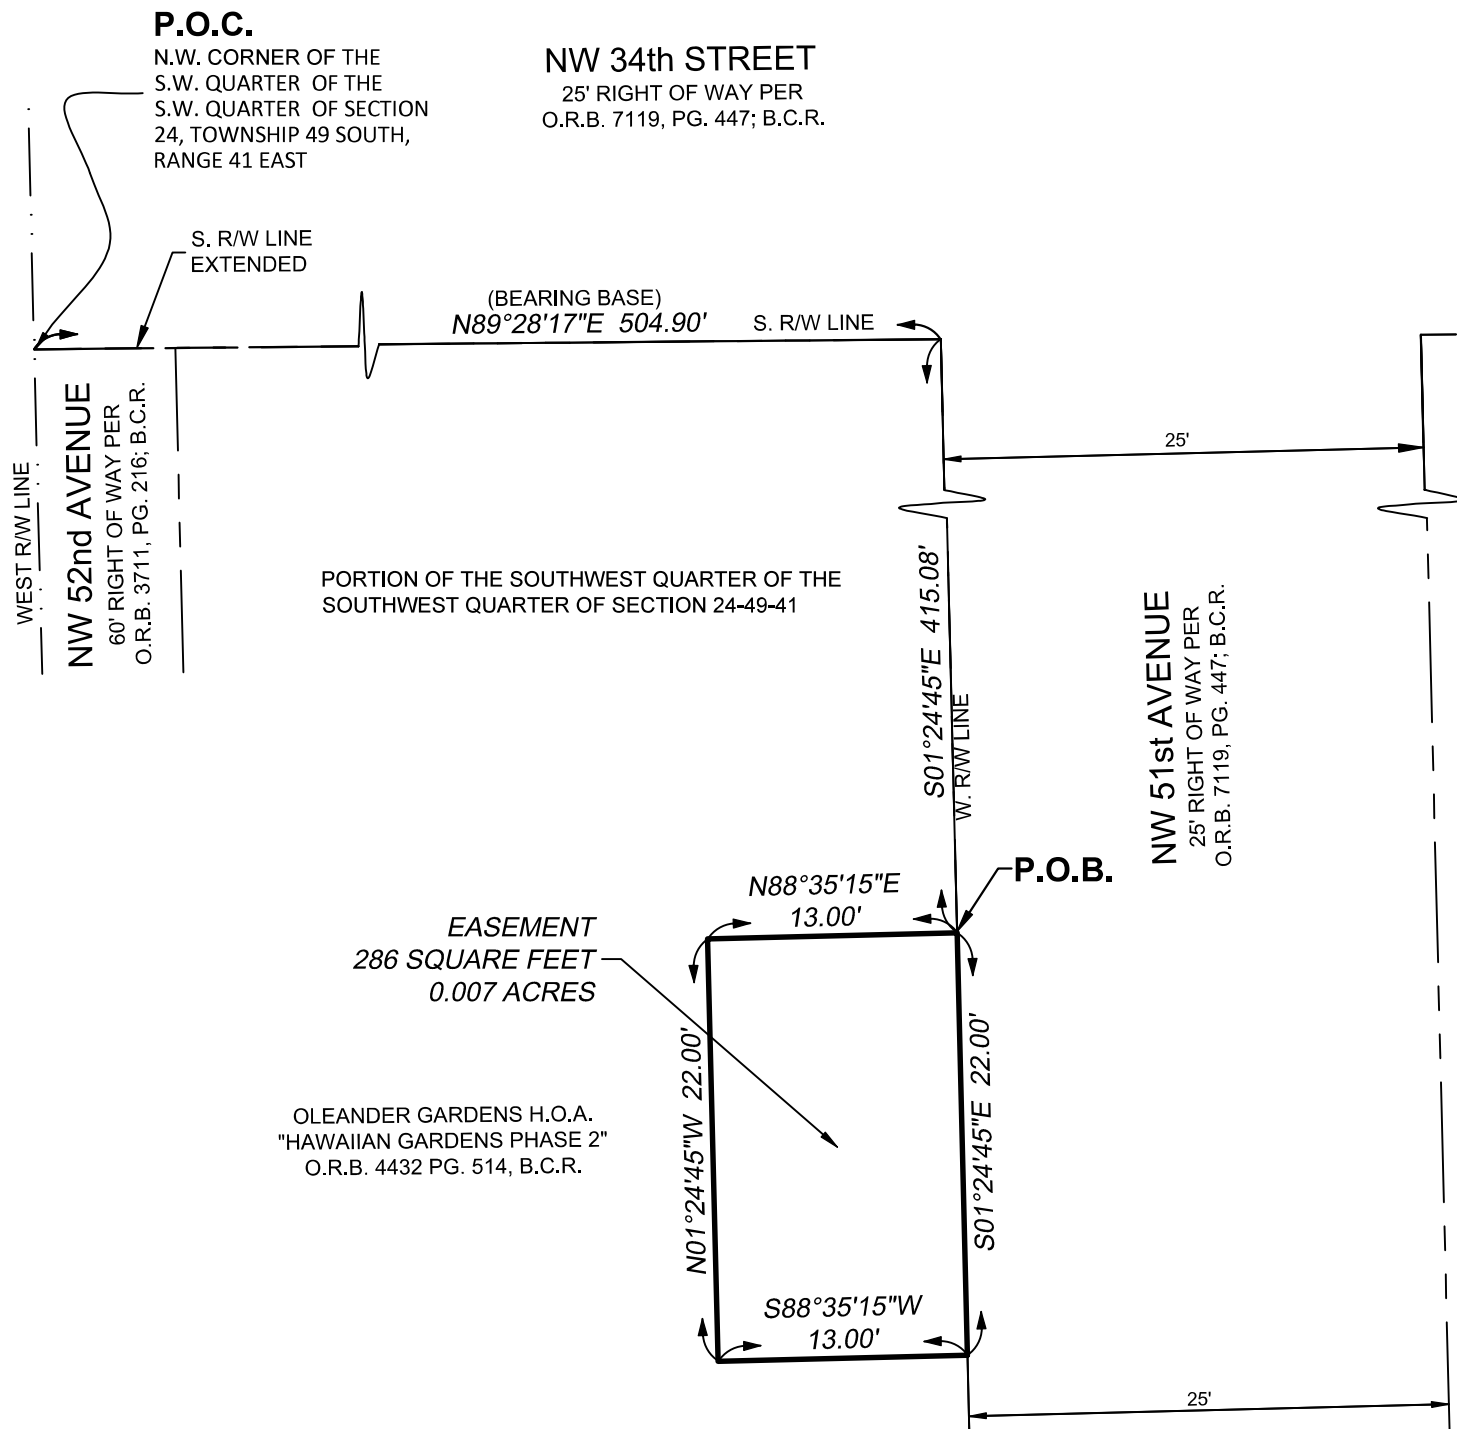 P.O.C.
N.W. CORNER OF THE
S.W. QUARTER OF THE
S.W. QUARTER OF SECTION
24, TOWNSHIP 49 SOUTH,
RANGE 41 EAST
NW 34th STREET
25' RIGHT OF WAY PER
O.R.B. 7119, PG. 447; B.C.R.
S. R/W LINE
EXTENDED
(BEARING BASE)
N89°28'17"E 504.90'
S. R/W LINE
WEST R/W LINE
NW 52nd AVENUE
60' RIGHT OF WAY PER
O.R.B. 3711, PG. 216; B.C.R.
25'
PORTION OF THE SOUTHWEST QUARTER OF THE
SOUTHWEST QUARTER OF SECTION 24-49-41
S01°24'45"E 415.08'
W. R/W LINE
NW 51st AVENUE
25' RIGHT OF WAY PER
O.R.B. 7119, PG. 447; B.C.R.
P.O.B.
N88°35'15"E
13.00'
EASEMENT
286 SQUARE FEET
0.007 ACRES
N01°24'45"W 22.00'
S01°24'45"E 22.00'
OLEANDER GARDENS H.O.A.
"HAWAIIAN GARDENS PHASE 2"
O.R.B. 4432 PG. 514, B.C.R.
S88°35'15"W
13.00'
25'